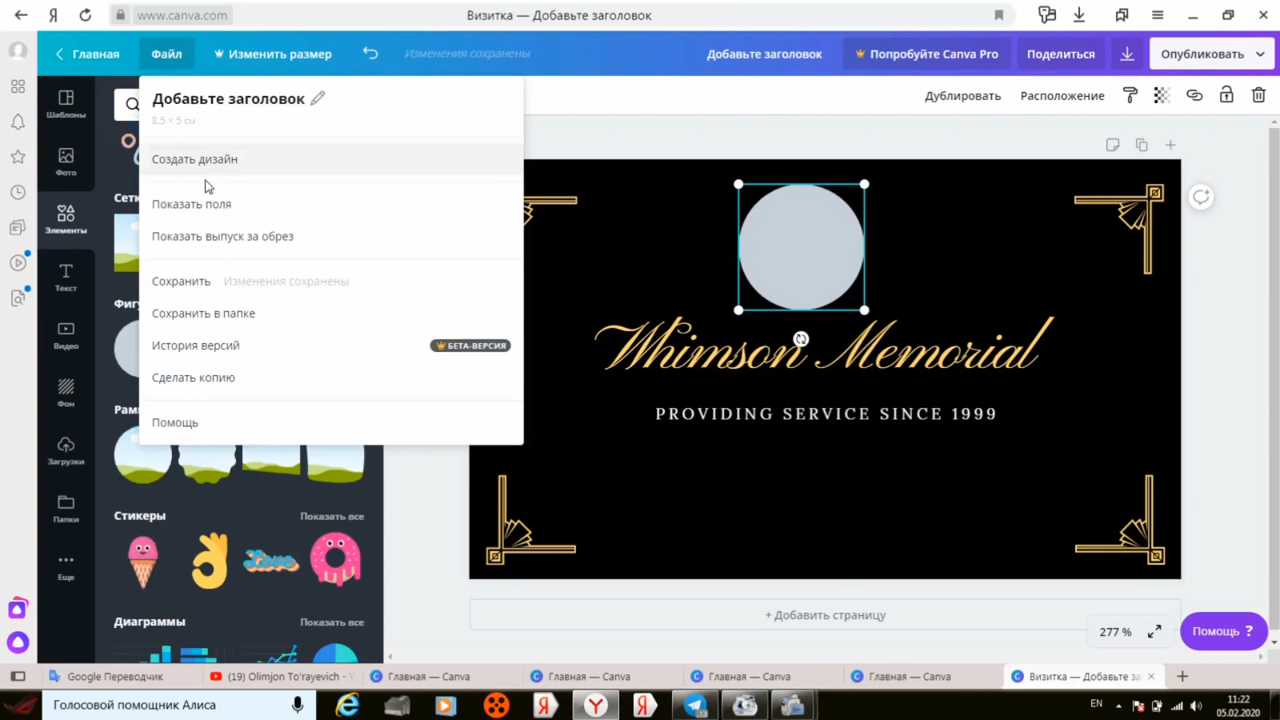 www.canva.com
Визитка — Добавьте заголовок
Главная
Файл
Изменить размер
Изменения сохранены
Добавьте заголовок
Попробуйте Canva Pro
Поделиться
Опубликовать
Добавьте заголовок
8.5 × 5 см
Дублировать
Расположение
Создать дизайн
Показать поля
Показать выпуск за обрез
Сохранить Изменения сохранены
Сохранить в папке
История версий
БЕТА-ВЕРСИЯ
Сделать копию
Помощь
Шаблоны
Фото
Элементы
Текст
Видео
Фон
Загрузки
Папки
Еще
Стикеры
Показать все
Диаграммы
Показать все
Whimson Memorial
PROVIDING SERVICE SINCE 1999
+ Добавить страницу
277 %
Помощь ?
Google Переводчик
(19) Olimjon To'rayevich -
Главная — Canva
Главная — Canva
Главная — Canva
Главная — Canva
Визитка — Добавьте за
Голосовой помощник Алиса
EN
11:22
05.02.2020